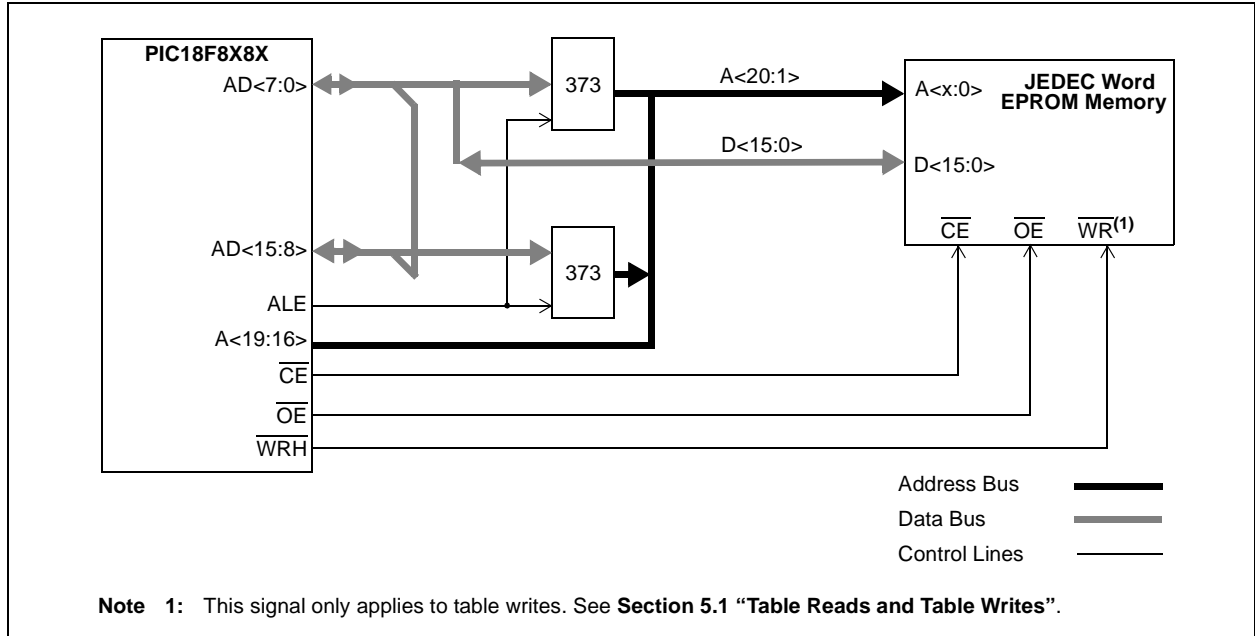 PIC18F8X8X
AD<7:0>
373
A<20:1>
A<x:0>
JEDEC Word
EPROM Memory
D<15:0>
D<15:0>
AD<15:8>
373
CE
OE
WR(1)
ALE
A<19:16>
CE
OE
WRH
Address Bus
Data Bus
Control Lines
Note 1: This signal only applies to table writes. See Section 5.1 “Table Reads and Table Writes”.